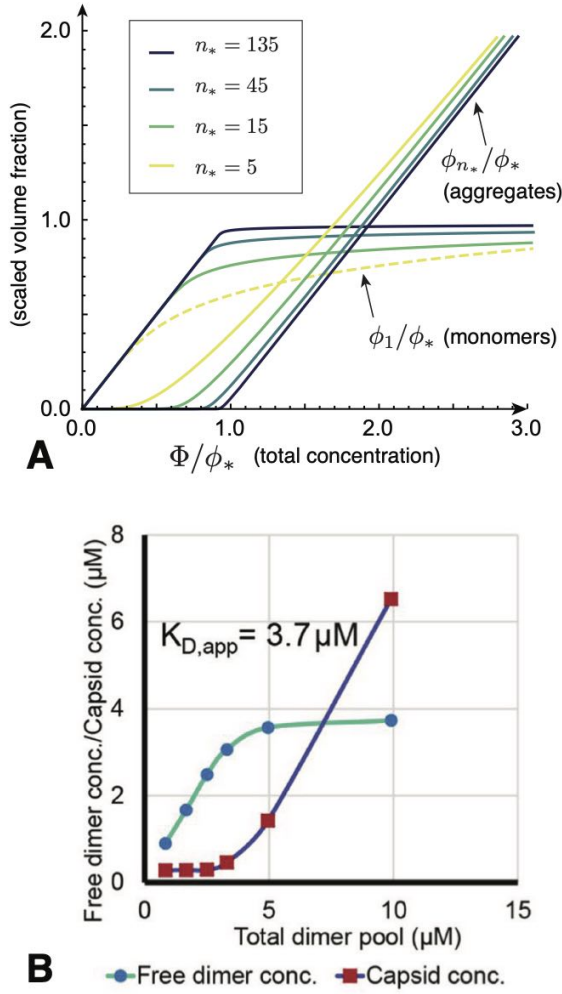 2.0
1.0
0.0
(scaled volume fraction)
n* = 135
n* = 45
n* = 15
n* = 5
ϕn*/ϕ*
(aggregates)
ϕ1/ϕ* (monomers)
0.0 1.0 2.0 3.0
A Φ/ϕ* (total concentration)
8
6
4
2
0
Free dimer conc./Capsid conc. (µM)
KD,app= 3.7µM
0 5 10 15
Total dimer pool (µM)
B Free dimer conc. Capsid conc.